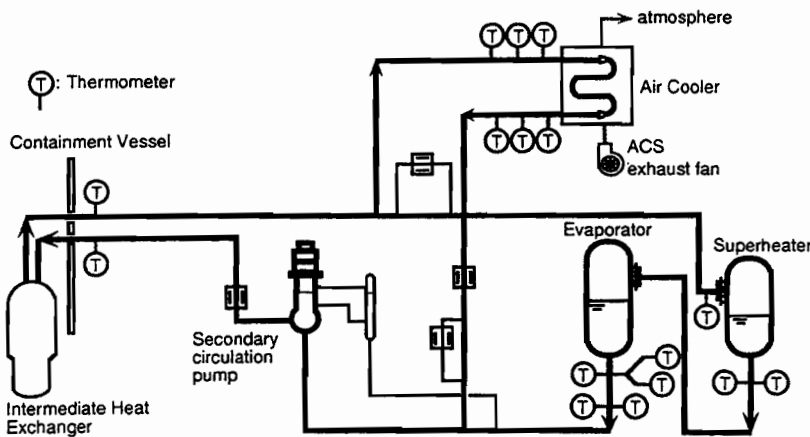 atmosphere
T T T
T : Thermometer
Air Cooler
T T T
Containment Vessel
ACS
exhaust fan
T
Evaporator
Superheater
T
T
Secondary
circulation
pump
T T
T T
T T
T T
Intermediate Heat
Exchanger